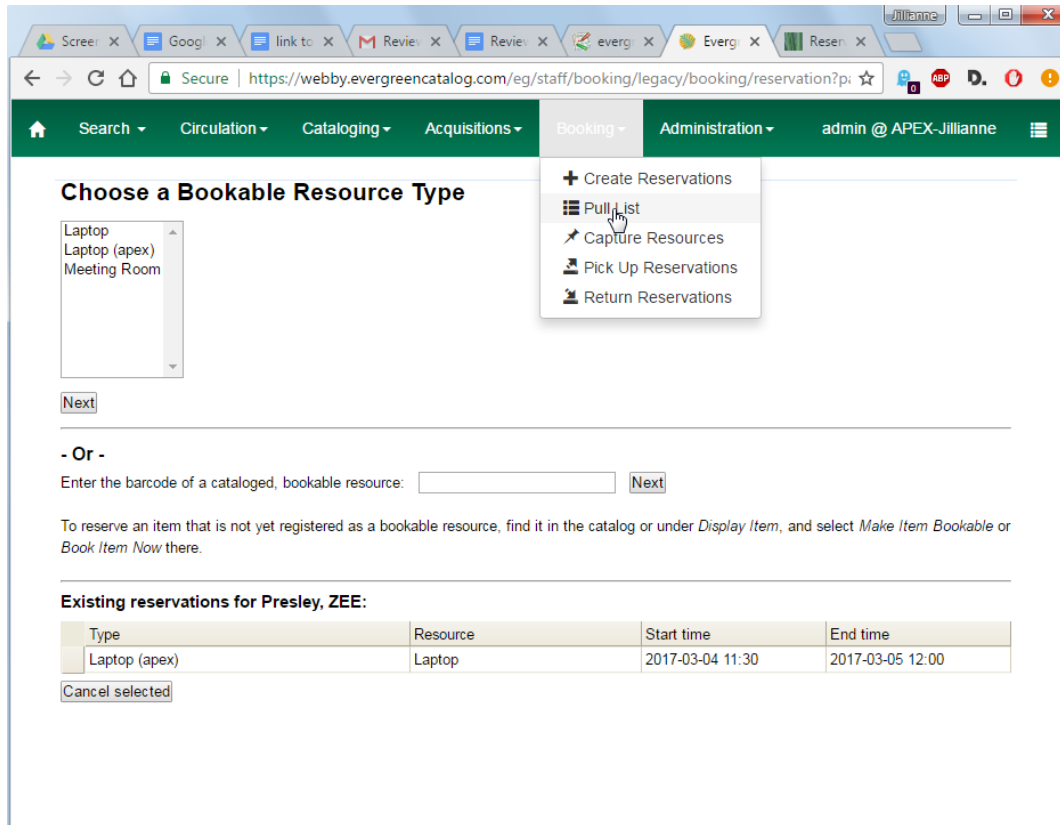 Jillianne
Screen Googl link to Review Review evergr Evergr Reserv
Secure https://webby.evergreencatalog.com/eg/staff/booking/legacy/booking/reservation?pa
0 ABP D.
Search Circulation Cataloging Acquisitions Booking Administration admin @ APEX-Jillianne
Create Reservations
Pull List
Capture Resources
Pick Up Reservations
Return Reservations
Choose a Bookable Resource Type
Laptop
Laptop (apex)
Meeting Room
Next
- Or -
Enter the barcode of a cataloged, bookable resource: Next
To reserve an item that is not yet registered as a bookable resource, find it in the catalog or under Display Item, and select Make Item Bookable or
Book Item Now there.
Existing reservations for Presley, ZEE:
Type Resource Start time End time
Laptop (apex) Laptop 2017-03-04 11:30 2017-03-05 12:00
Cancel selected